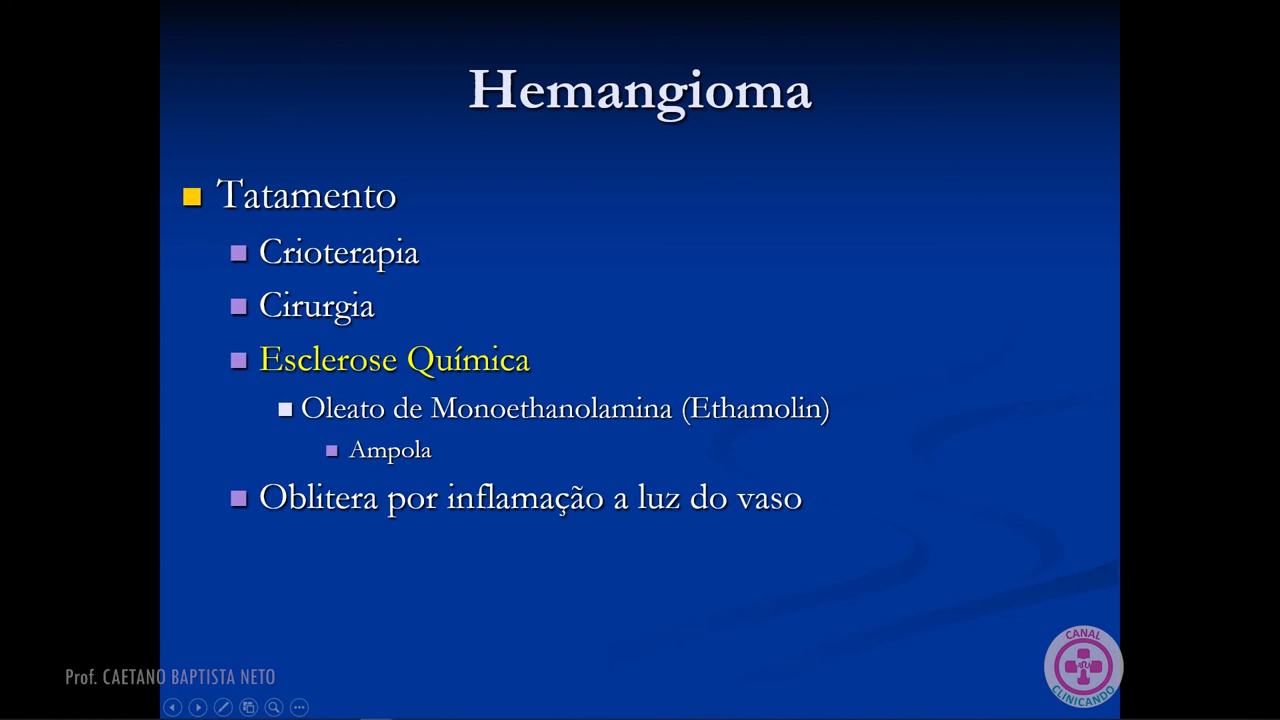 Hemangioma
Tatamento
Crioterapia
Cirurgia
Esclerose Química
Oleato de Monoethanolamina (Ethamolin)
Ampola
Oblitera por inflamação a luz do vaso
Prof. CAETANO BAPTISTA NETO
CANAL
CLINICANDO